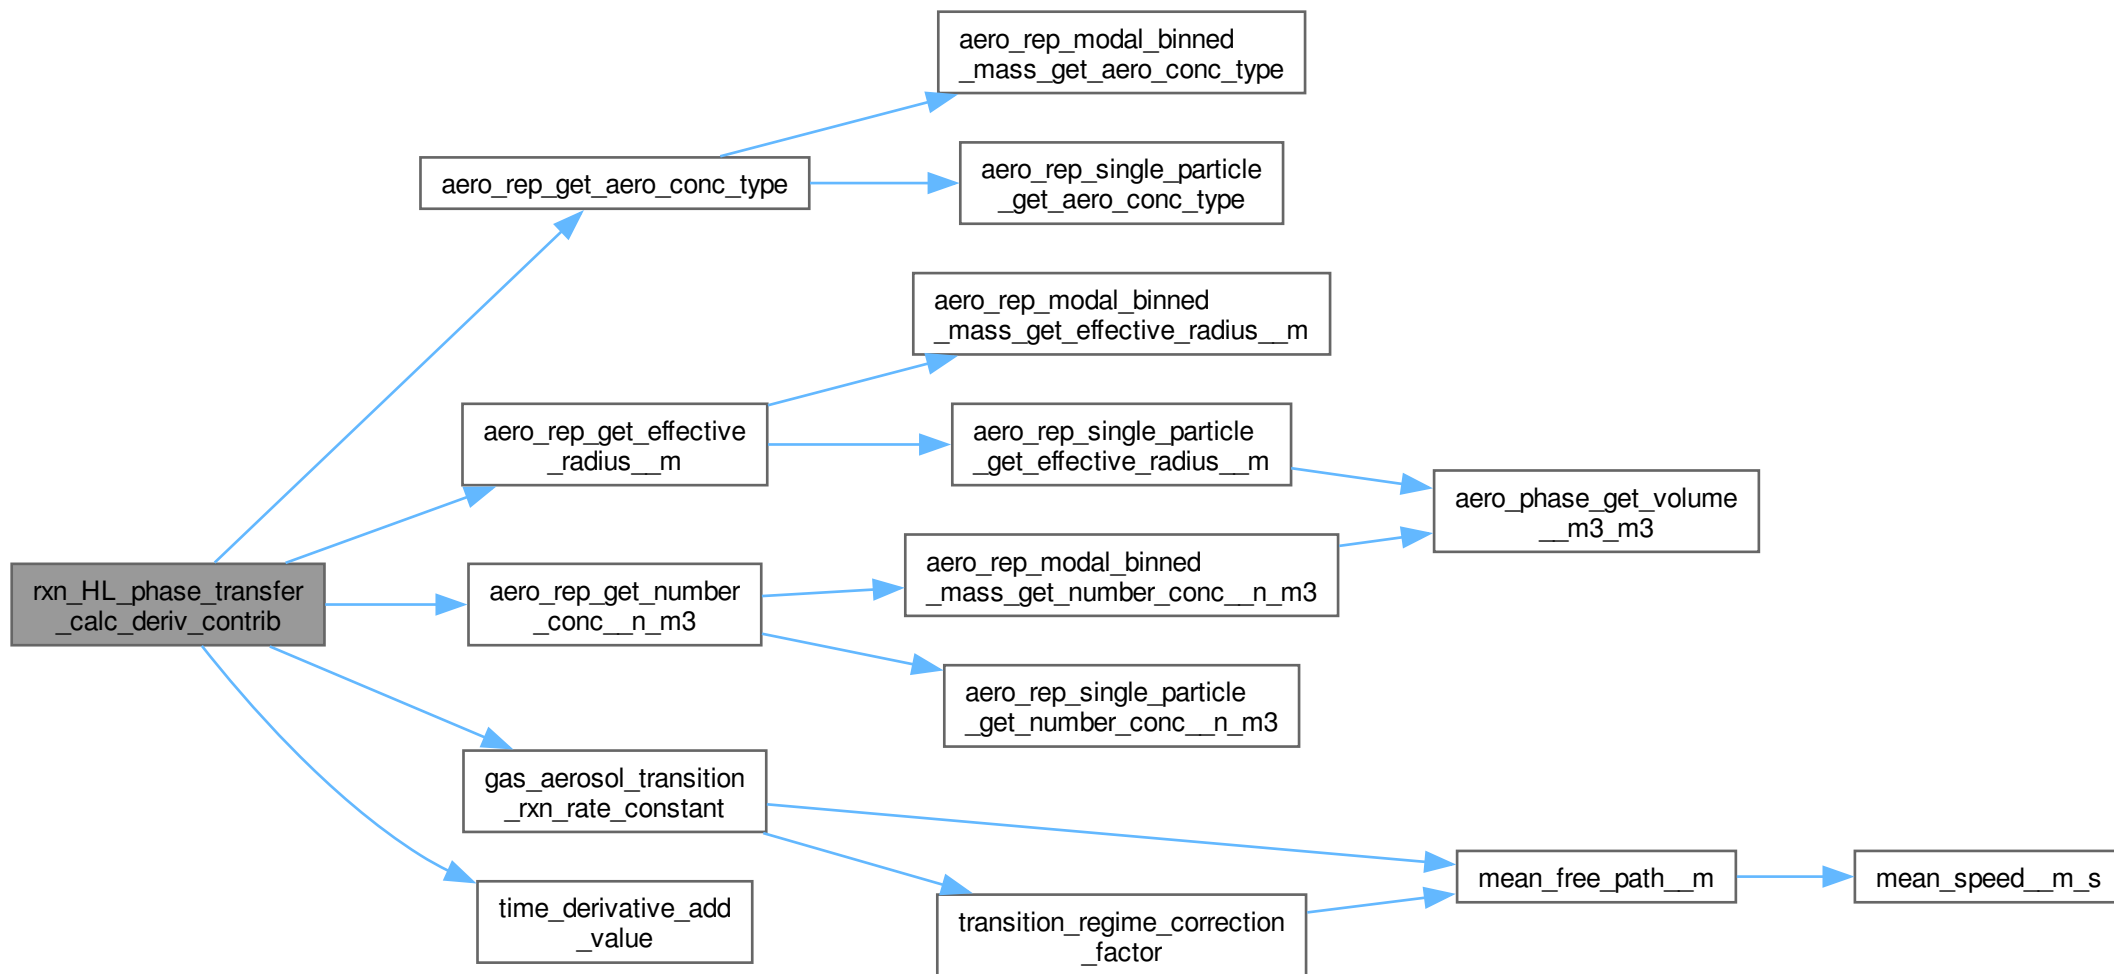 aero_rep_modal_binned
_mass_get_aero_conc_type
aero_rep_get_aero_conc_type
aero_rep_single_particle
_get_aero_conc_type
aero_rep_modal_binned
_mass_get_effective_radius__m
aero_rep_get_effective
_radius__m
aero_rep_single_particle
_get_effective_radius__m
aero_phase_get_volume
__m3_m3
rxn_HL_phase_transfer
_calc_deriv_contrib
aero_rep_get_number
_conc__n_m3
aero_rep_modal_binned
_mass_get_number_conc__n_m3
aero_rep_single_particle
_get_number_conc__n_m3
gas_aerosol_transition
_rxn_rate_constant
mean_free_path__m
mean_speed__m_s
time_derivative_add
_value
transition_regime_correction
_factor